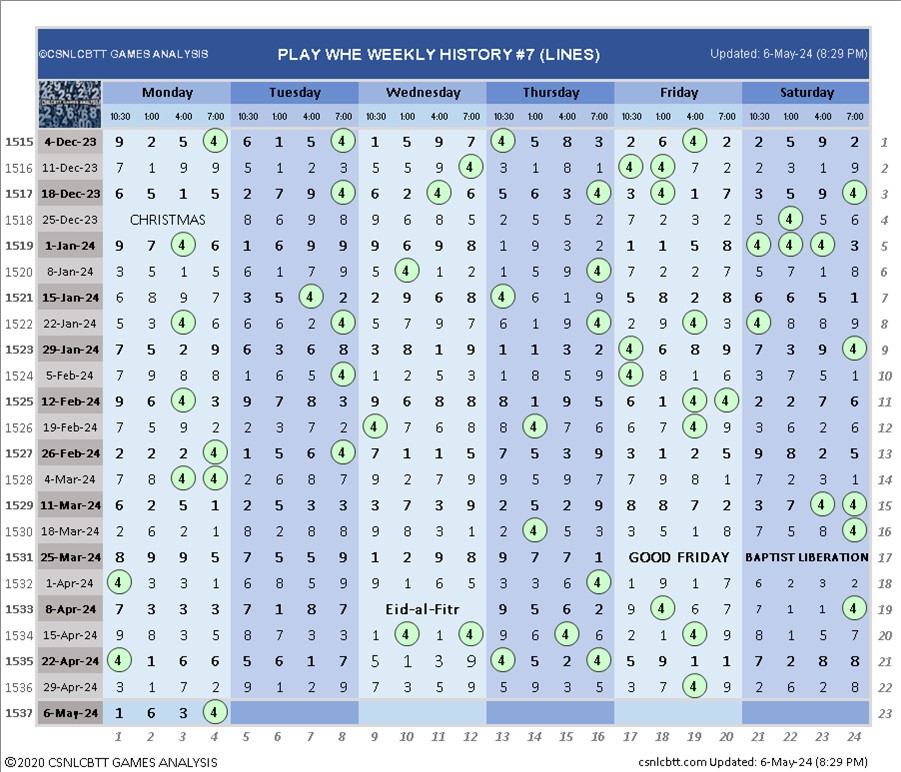 ©CSNLCBTT GAMES ANALYSIS PLAY WHE WEEKLY HISTORY #7 (LINES) Updated: 6-May-24 (8:29 PM)
Monday Tuesday Wednesday Thursday Friday Saturday
10:30 1:00 4:00 7:00 10:30 1:00 4:00 7:00 10:30 1:00 4:00 7:00 10:30 1:00 4:00 7:00 10:30 1:00 4:00 7:00 10:30 1:00 4:00 7:00
1515 4-Dec-23 9 2 5 4 6 1 5 4 1 5 9 7 4 5 8 3 2 6 4 2 2 5 9 2 1
1516 11-Dec-23 7 1 9 9 5 1 2 3 5 5 2 4 3 1 8 1 4 4 7 2 2 3 1 9 2
1517 18-Dec-23 6 5 1 5 2 7 9 4 6 2 4 6 5 6 3 4 3 4 1 7 3 5 9 4 3
1518 25-Dec-23 CHRISTMAS 8 6 9 8 9 6 8 5 2 5 5 2 7 2 3 2 5 4 5 6 4
1519 1-Jan-24 9 7 4 6 1 6 9 9 9 6 9 8 1 9 3 2 1 1 5 8 4 4 4 3 5
1520 8-Jan-24 3 5 1 5 6 1 7 9 5 4 1 2 1 5 9 4 7 2 2 7 5 7 1 8 6
1521 15-Jan-24 6 8 9 7 3 5 4 2 2 9 6 8 4 6 1 9 5 8 2 8 6 6 5 1 7
1522 22-Jan-24 5 3 4 6 6 6 2 4 5 7 9 7 6 1 9 4 2 9 4 3 4 8 8 9 8
1523 29-Jan-24 7 5 2 9 6 3 6 8 3 8 1 9 1 1 3 2 4 6 8 9 7 3 9 4 9
1524 5-Feb-24 7 9 8 8 1 6 5 4 1 2 5 3 1 8 5 9 4 8 1 6 3 7 5 1 10
1525 12-Feb-24 9 6 4 3 9 7 8 3 9 6 8 8 8 1 9 5 6 1 4 4 2 2 7 6 11
1526 19-Feb-24 7 5 9 2 2 3 7 2 4 7 6 8 8 4 7 6 6 7 4 9 3 6 2 6 12
1527 26-Feb-24 2 2 2 4 1 5 6 4 7 1 1 5 7 5 3 9 3 1 2 5 9 8 2 5 13
1528 4-Mar-24 7 8 4 4 2 6 8 7 9 2 7 9 9 5 9 7 7 9 8 1 7 2 3 1 14
1529 11-Mar-24 6 2 5 1 2 5 3 3 3 7 3 9 2 5 2 9 8 8 7 2 3 7 4 4 15
1530 18-Mar-24 2 6 2 1 8 2 8 8 9 8 3 1 2 4 5 3 3 5 1 8 7 5 8 4 16
1531 25-Mar-24 8 9 9 5 7 5 5 9 1 2 9 8 9 7 7 1 GOOD FRIDAY BAPTIST LIBERATION 17
1532 1-Apr-24 4 3 3 1 6 8 5 9 9 1 6 5 3 3 6 4 1 9 1 7 6 2 3 2 18
1533 8-Apr-24 7 3 3 3 7 1 8 7 Eid-al-Fitr 9 5 6 2 9 4 6 7 7 1 1 4 19
1534 15-Apr-24 9 8 3 5 8 7 3 3 1 4 1 4 9 6 4 6 2 1 4 9 8 1 5 7 20
1535 22-Apr-24 4 1 6 6 5 6 1 7 5 1 3 9 4 5 2 4 5 9 1 1 7 2 8 8 21
1536 29-Apr-24 3 1 7 2 9 1 2 9 7 3 5 9 5 9 3 5 3 7 4 9 2 6 2 8 22
1537 6-May-24 1 6 3 4 23
1 2 3 4 5 6 7 8 9 10 11 12 13 14 15 16 17 18 19 20 21 22 23 24
©2020 CSNLCBTT GAMES ANALYSIS csnlcbtt.com Updated: 6-May-24 (8:29 PM)